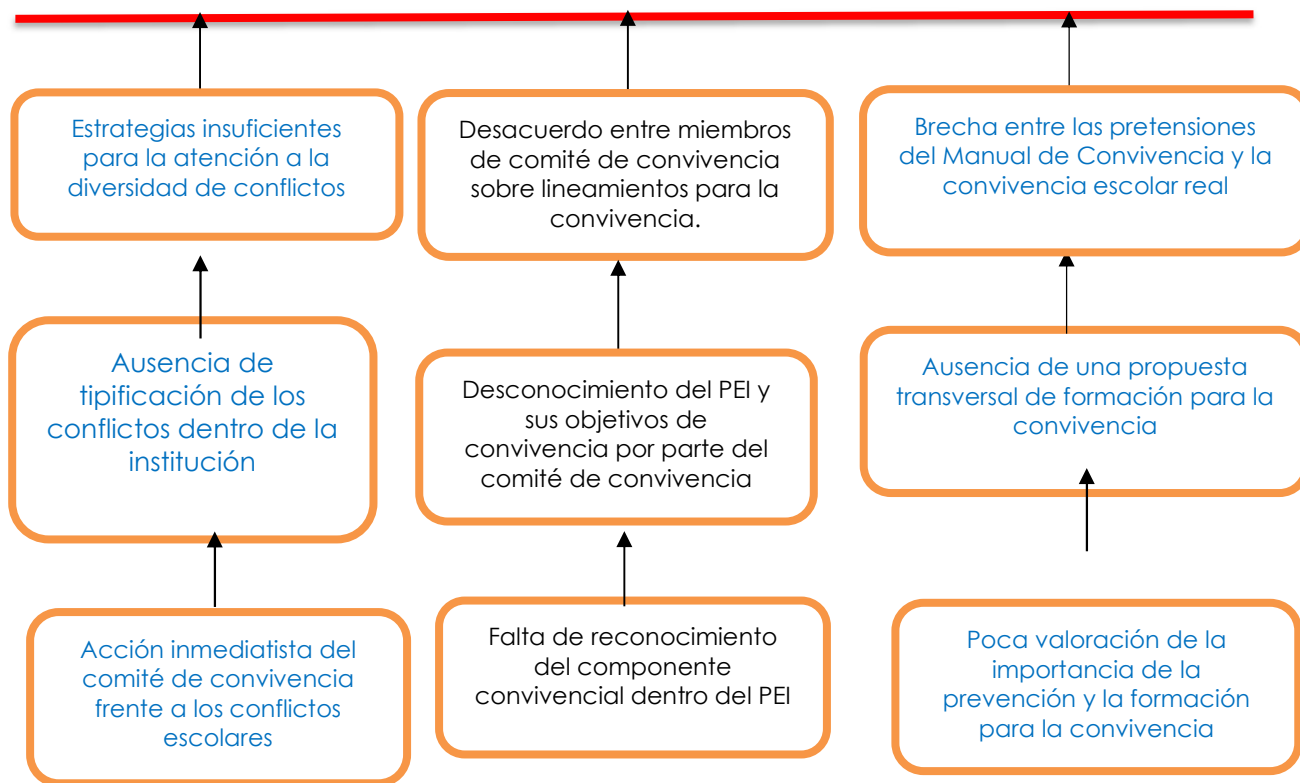 Estrategias insuficientes
para la atención a la
diversidad de conflictos
Desacuerdo entre miembros
de comité de convivencia
sobre lineamientos para la
convivencia.
Brecha entre las pretensiones
del Manual de Convivencia y la
convivencia escolar real
Ausencia de
tipificación de los
conflictos dentro de la
institución
Desconocimiento del PEI y
sus objetivos de
convivencia por parte del
comité de convivencia
Ausencia de una propuesta
transversal de formación para la
convivencia
Acción inmediatista del
comité de convivencia
frente a los conflictos
escolares
Falta de reconocimiento
del componente
convivencial dentro del PEI
Poca valoración de la
importancia de la
prevención y la formación
para la convivencia